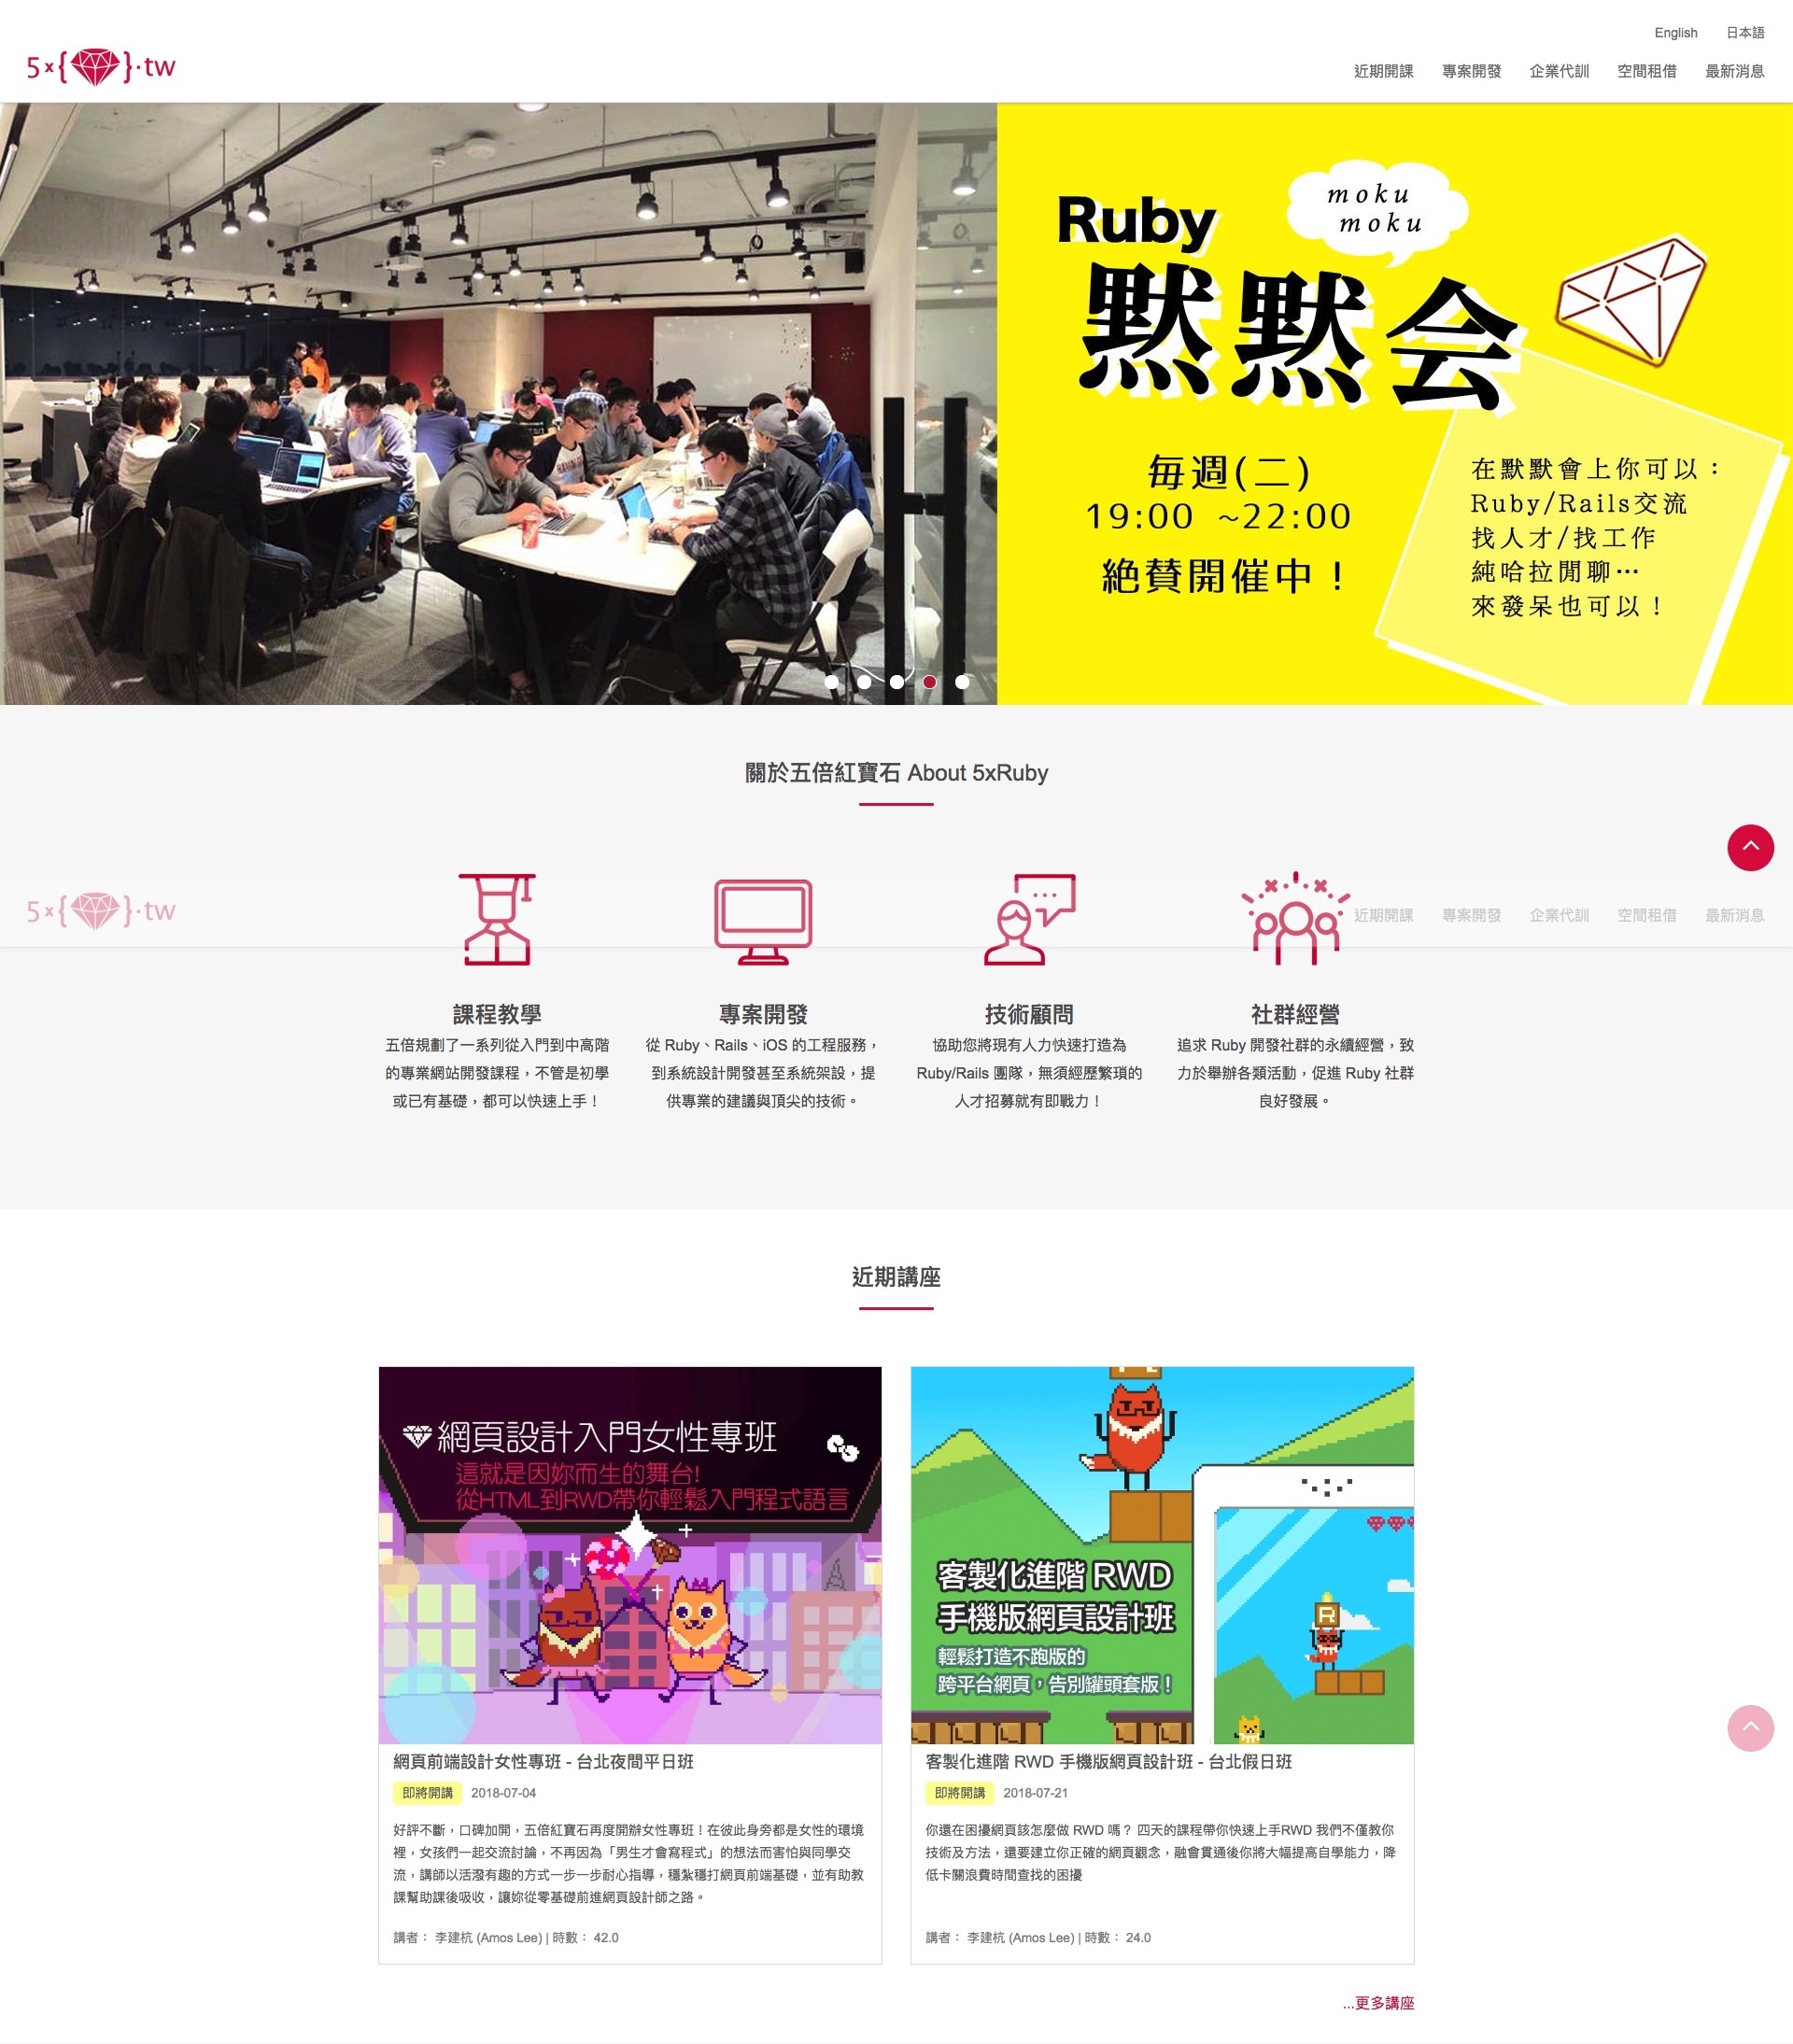 English 日本語
5x{ }·tw
近期開課 專案開發 企業代訓 空間租借 最新消息
moku
moku
Ruby
黙黙会
毎週(二)
19:00 ~22:00
絶賛開催中！
在默默會上你可以：
Ruby/Rails交流
找人才/找工作
純哈拉閒聊…
來發呆也可以！
關於五倍紅寶石 About 5xRuby
5x{ }·tw
近期開課 專案開發 企業代訓 空間租借 最新消息
課程教學
五倍規劃了一系列從入門到中高階
的專業網站開發課程，不管是初學
或已有基礎，都可以快速上手！
專案開發
從 Ruby、Rails、iOS 的工程服務，
到系統設計開發甚至系統架設，提
供專業的建議與頂尖的技術。
技術顧問
協助您將現有人力快速打造為
Ruby/Rails 團隊，無須經歷繁瑣的
人才招募就有即戰力！
社群經營
追求 Ruby 開發社群的永續經營，致
力於舉辦各類活動，促進 Ruby 社群
良好發展。
近期講座
網頁設計入門女性專班
這就是因妳而生的舞台!
從HTML到RWD帶你輕鬆入門程式語言
網頁前端設計女性專班 - 台北夜間平日班
即將開講 2018-07-04
好評不斷，口碑加開，五倍紅寶石再度開辦女性專班！在彼此身旁都是女性的環境
裡，女孩們一起交流討論，不再因為「男生才會寫程式」的想法而害怕與同學交
流，講師以活潑有趣的方式一步一步耐心指導，穩紮穩打網頁前端基礎，並有助教
課幫助課後吸收，讓妳從零基礎前進網頁設計師之路。
講者： 李建杭 (Amos Lee) | 時數： 42.0
客製化進階 RWD
手機版網頁設計班
輕鬆打造不跑版的
跨平台網頁，告別罐頭套版！
R
客製化進階 RWD 手機版網頁設計班 - 台北假日班
即將開講 2018-07-21
你還在困擾網頁該怎麼做 RWD 嗎？ 四天的課程帶你快速上手RWD 我們不僅教你
技術及方法，還要建立你正確的網頁觀念，融會貫通後你將大幅提高自學能力，降
低卡關浪費時間查找的困擾
講者： 李建杭 (Amos Lee) | 時數： 24.0
...更多講座